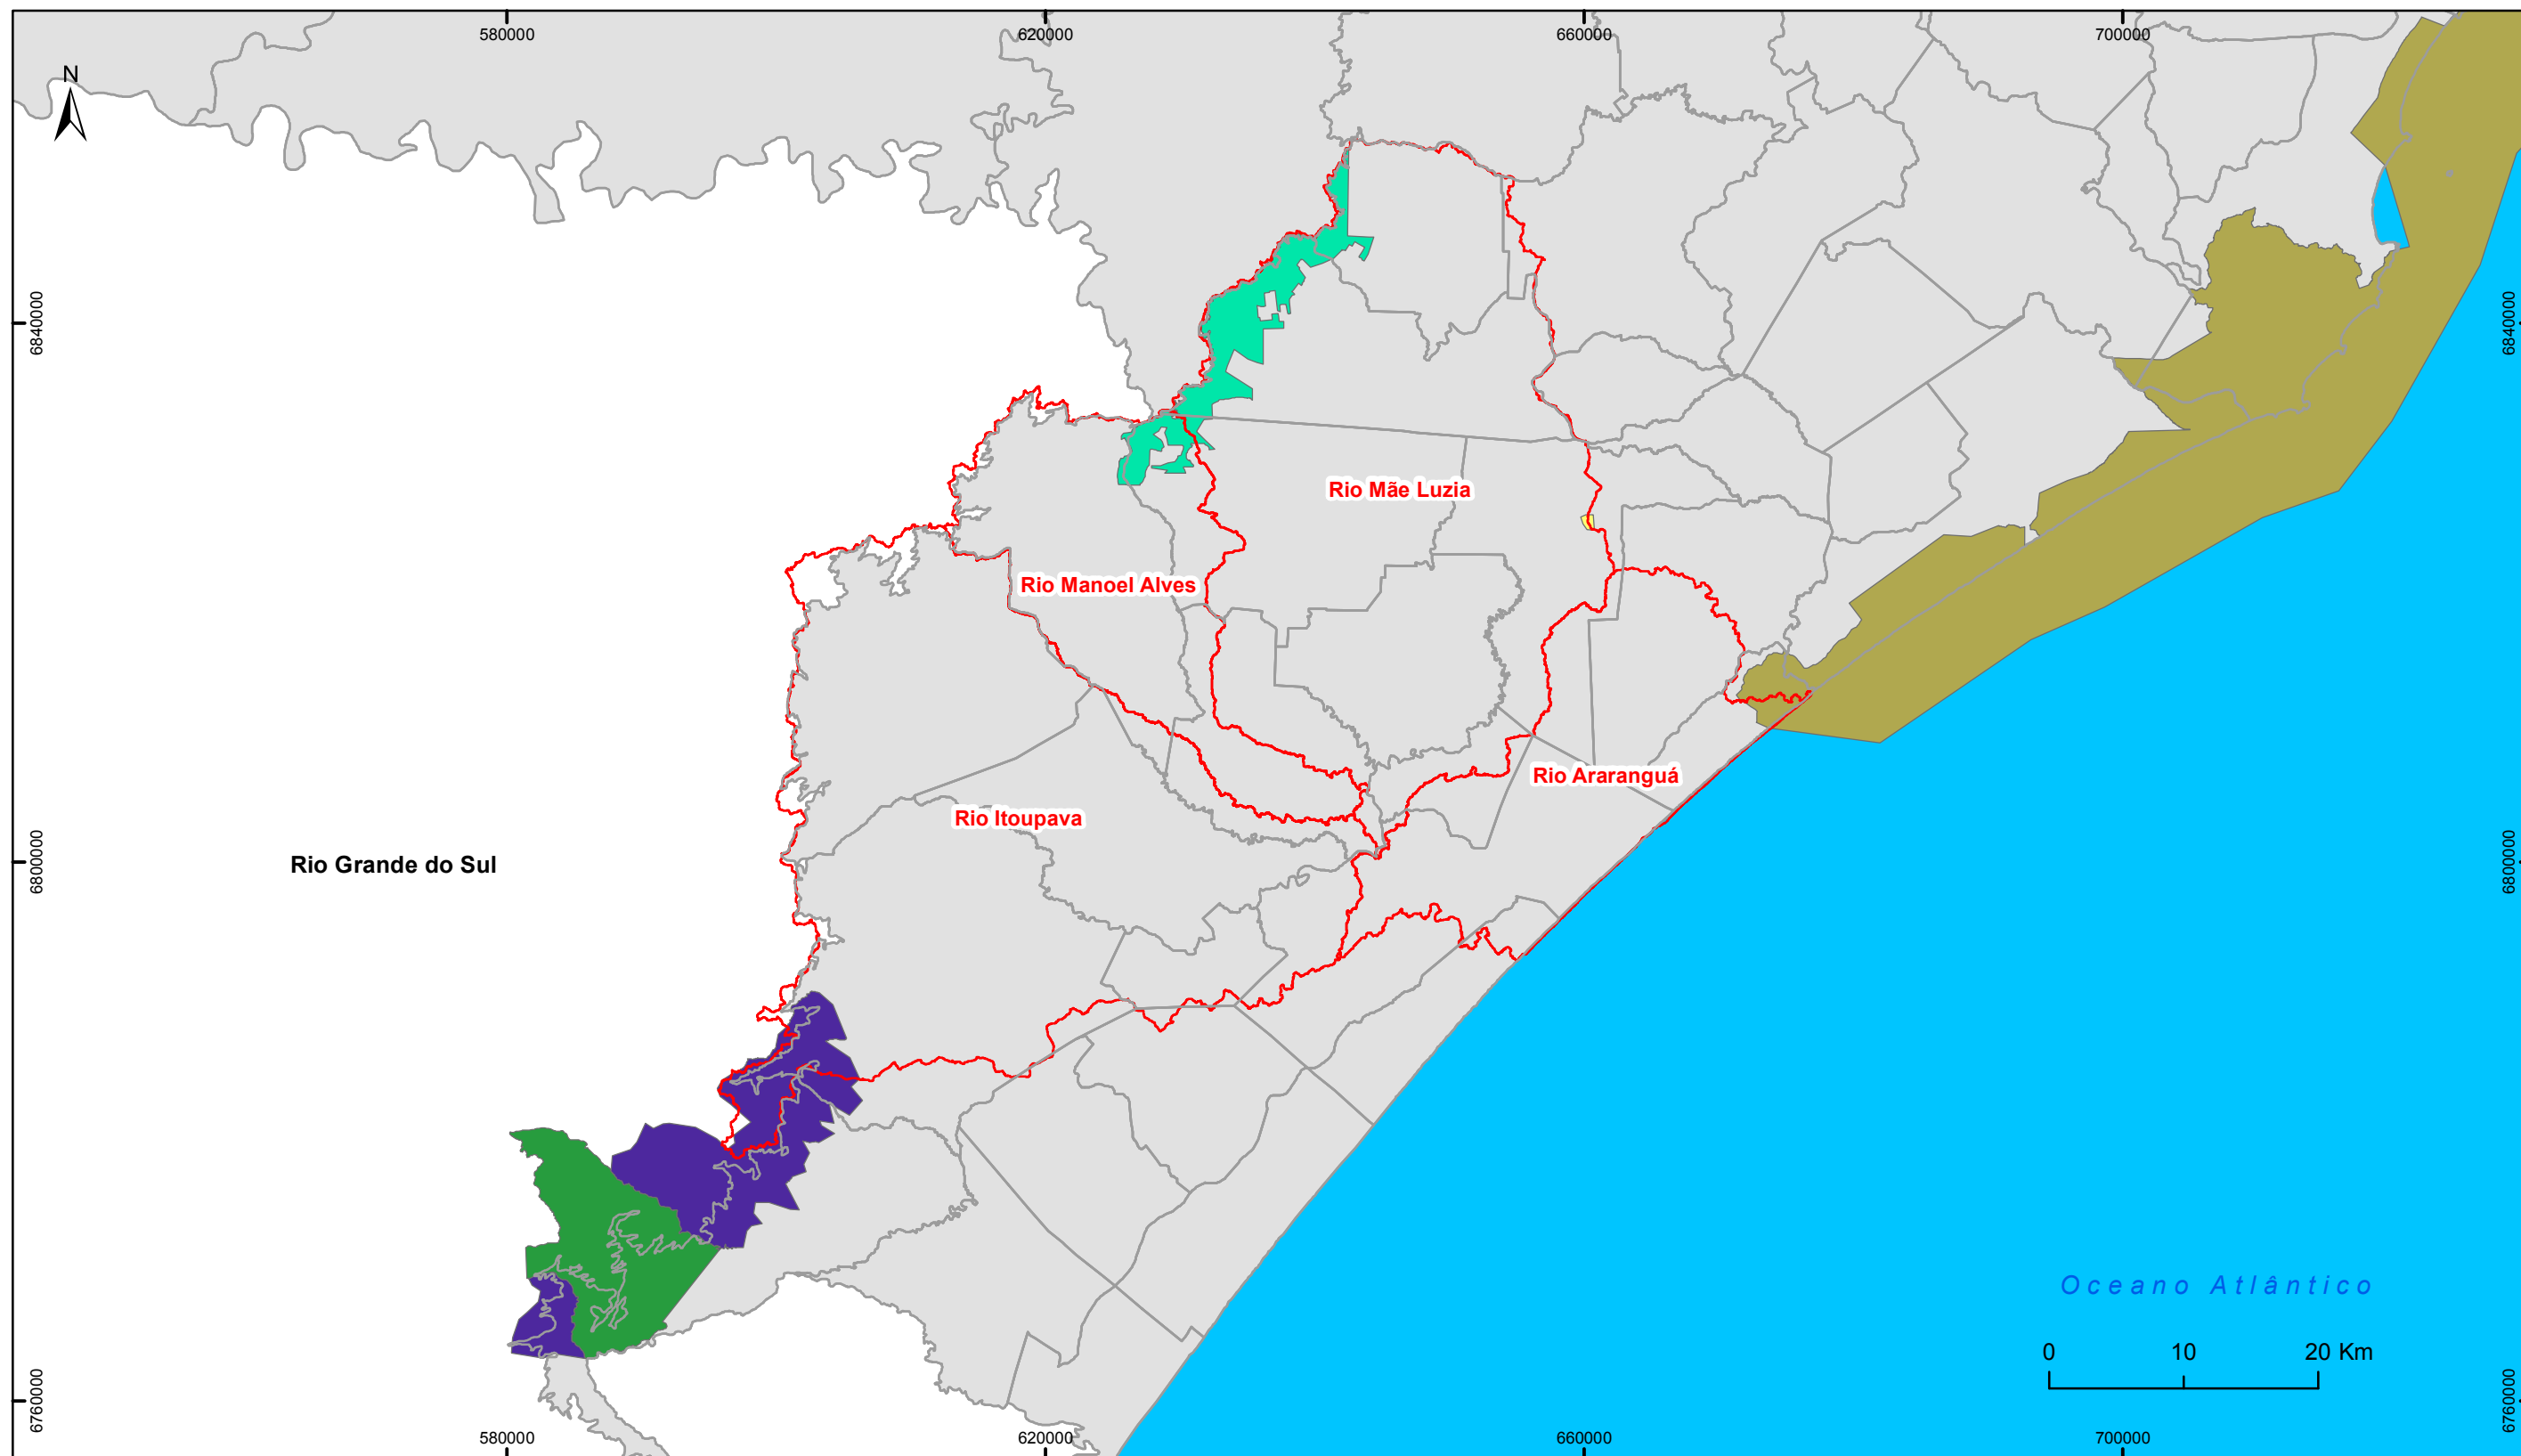 580000
620000
660000
700000
N
6840000
6840000
Rio Mãe Luzia
Rio Manoel Alves
Rio Araranguá
Rio Itoupava
6800000
6800000
Rio Grande do Sul
Oceano Atlântico
0 10 20 Km
6760000
6760000
580000
620000
660000
700000